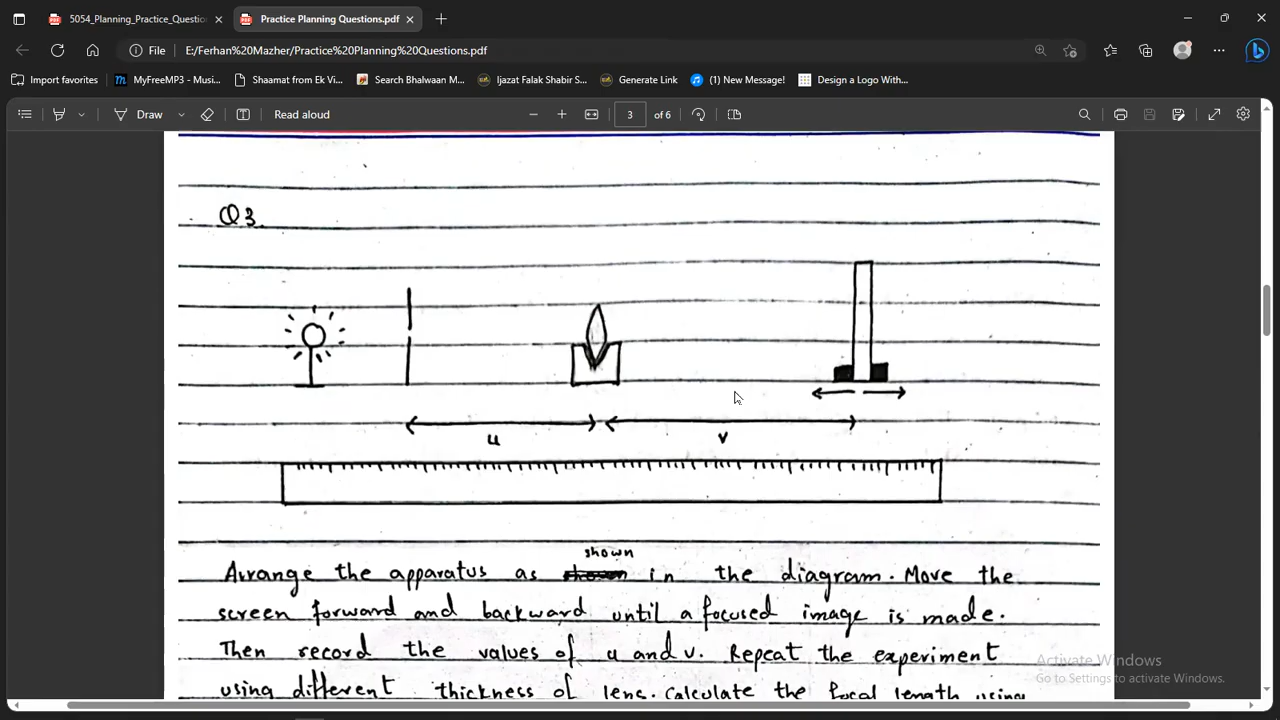 5054_Planning_Practice_Questio
Practice Planning Questions.pdf
File
E:/Ferhan%20Mazher/Practice%20Planning%20Questions.pdf
Import favorites
MyFreeMP3 - Musi...
Shaamat from Ek Vi...
Search Bhalwaan M...
Ijazat Falak Shabir S...
Generate Link
(1) New Message!
Design a Logo With...
Draw
Read aloud
3 of 6
Q3.
u
v
shown
Arrange the apparatus as shown in the diagram. Move the
screen forward and backward until a focused image is made.
Then record the values of u and v. Repeat the experiment
using different thickness of lens. Calculate the focal length using
Activate Windows
Go to Settings to activate Windows.